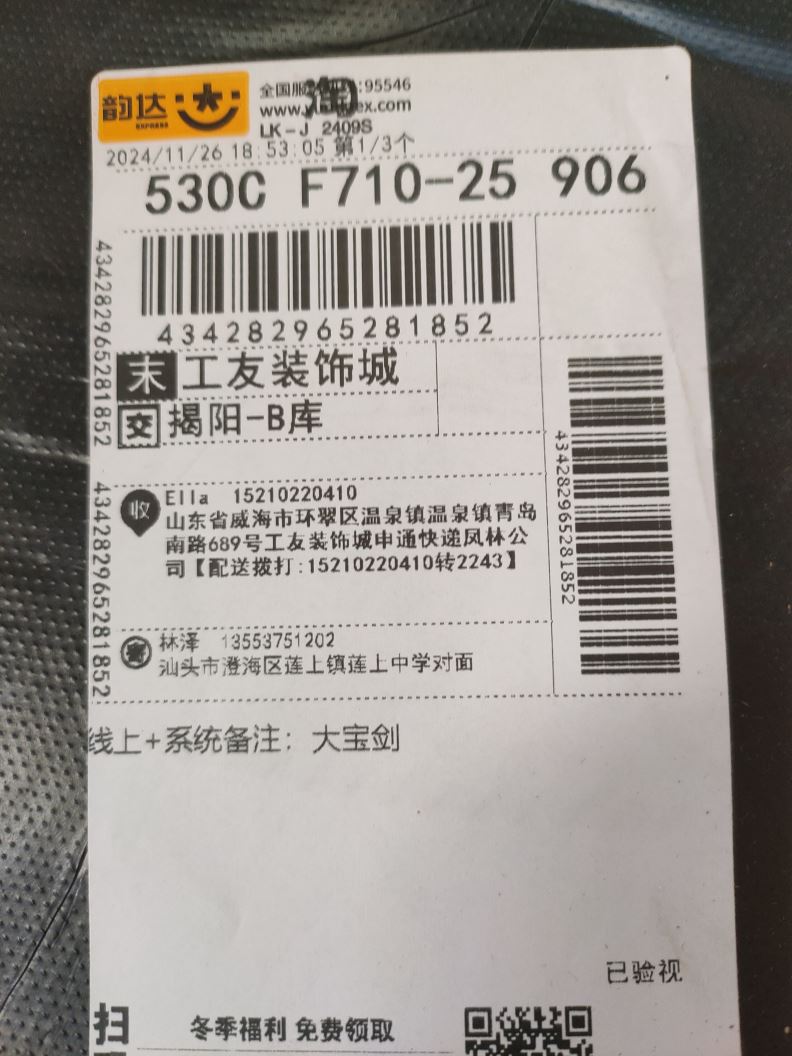 韵达
EXPRESS
全国服 :95546
www. ex.com
LK-J 2409S
2024/11/26 18:53:05 第1/3个
530C F710-25 906
434282965281852
434282965281852
末 工友装饰城
交 揭阳-B库
434282965281852
434282965281852
收 Ella 15210220410
山东省威海市环翠区温泉镇温泉镇青岛
南路689号工友装饰城申通快递凤林公
司【配送拨打:15210220410转2243】
寄 林泽 13553751202
汕头市澄海区莲上镇莲上中学对面
线上+系统备注: 大宝剑
已验视
扫
冬季福利 免费领取